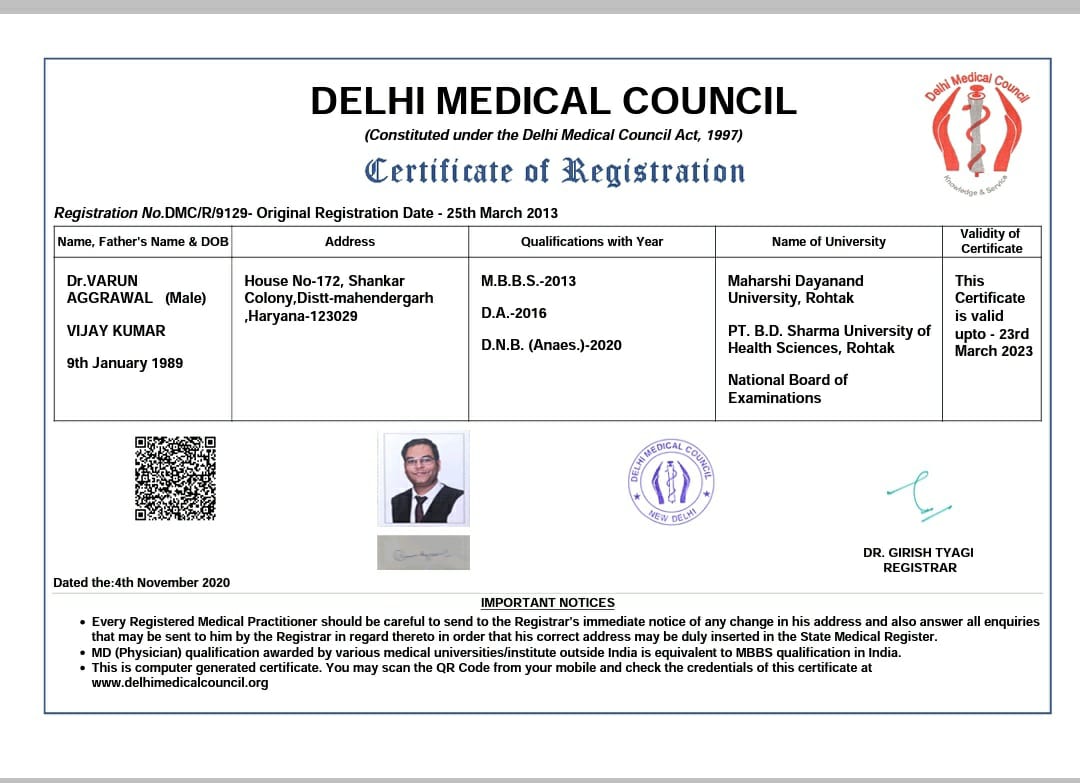 DELHI MEDICAL COUNCIL
(Constituted under the Delhi Medical Council Act, 1997)
Certificate of Registration
Delhi Medical Council
Knowledge & Service
Registration No.DMC/R/9129- Original Registration Date - 25th March 2013
Name, Father's Name & DOB
Address
Qualifications with Year
Name of University
Validity of
Certificate
Dr.VARUN
AGGRAWAL (Male)
VIJAY KUMAR
9th January 1989
House No-172, Shankar
Colony,Distt-mahendergarh
,Haryana-123029
M.B.B.S.-2013
D.A.-2016
D.N.B. (Anaes.)-2020
Maharshi Dayanand
University, Rohtak
PT. B.D. Sharma University of
Health Sciences, Rohtak
National Board of
Examinations
This
Certificate
is valid
upto - 23rd
March 2023
DELHI MEDICAL COUNCIL
NEW DELHI
DR. GIRISH TYAGI
REGISTRAR
Dated the:4th November 2020
IMPORTANT NOTICES
• Every Registered Medical Practitioner should be careful to send to the Registrar's immediate notice of any change in his address and also answer all enquiries
that may be sent to him by the Registrar in regard thereto in order that his correct address may be duly inserted in the State Medical Register.
• MD (Physician) qualification awarded by various medical universities/institute outside India is equivalent to MBBS qualification in India.
• This is computer generated certificate. You may scan the QR Code from your mobile and check the credentials of this certificate at
www.delhimedicalcouncil.org